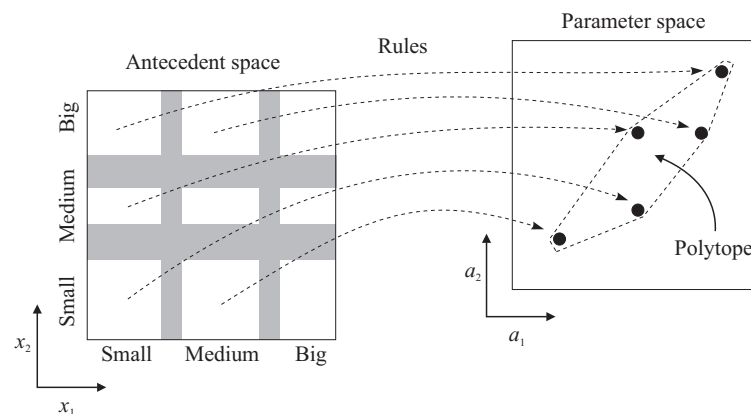 Parameter space
Rules
Antecedent space
Big
Medium
Small
Polytope
a2
a1
Small Medium Big
x2
x1